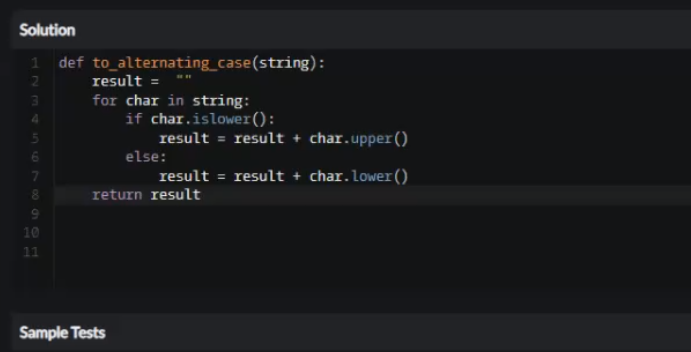 Solution
1 def to_alternating_case(string):
2     result =  ""
3     for char in string:
4         if char.islower():
5             result = result + char.upper()
6         else:
7             result = result + char.lower()
8     return result
9
10
11
Sample Tests